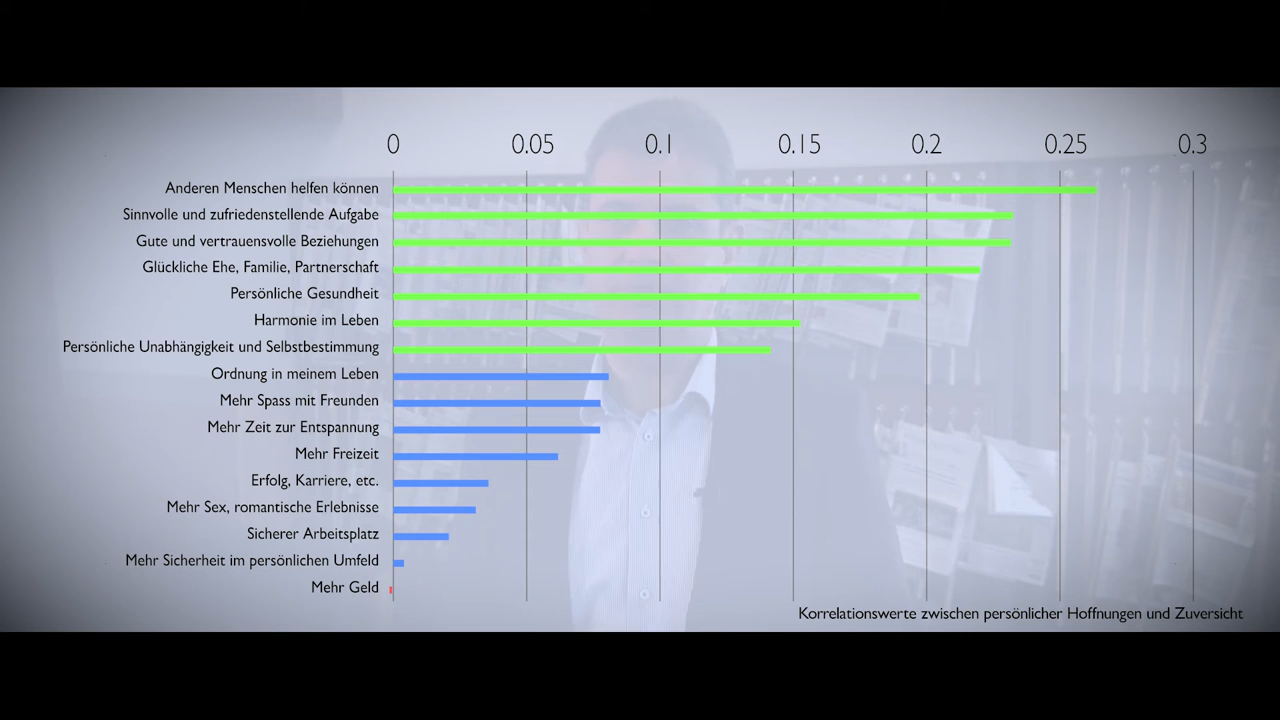 0 0.05 0.1 0.15 0.2 0.25 0.3
Anderen Menschen helfen können
Sinnvolle und zufriedenstellende Aufgabe
Gute und vertrauensvolle Beziehungen
Glückliche Ehe, Familie, Partnerschaft
Persönliche Gesundheit
Harmonie im Leben
Persönliche Unabhängigkeit und Selbstbestimmung
Ordnung in meinem Leben
Mehr Spass mit Freunden
Mehr Zeit zur Entspannung
Mehr Freizeit
Erfolg, Karriere, etc.
Mehr Sex, romantische Erlebnisse
Sicherer Arbeitsplatz
Mehr Sicherheit im persönlichen Umfeld
Mehr Geld
Korrelationswerte zwischen persönlicher Hoffnungen und Zuversicht